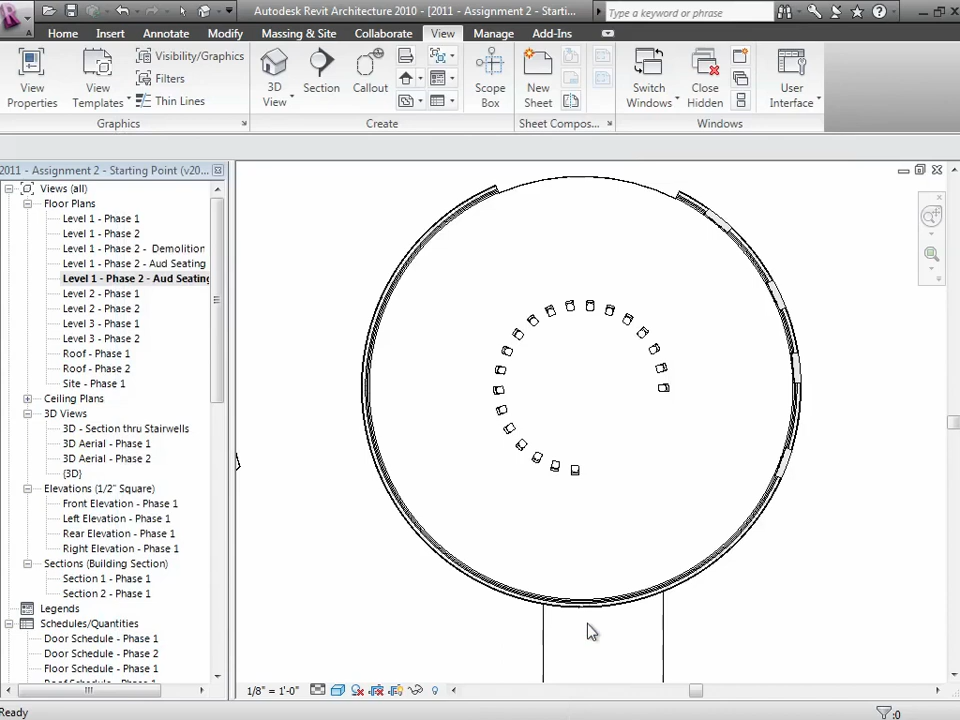 Autodesk Revit Architecture 2010 - [2011 - Assignment 2 - Starti...
Type a keyword or phrase
Home Insert Annotate Modify Massing & Site Collaborate View Manage Add-Ins
View Properties
View Templates
Visibility/Graphics
Filters
Thin Lines
3D View
Section
Callout
Scope Box
New Sheet
Switch Windows
Close Hidden
User Interface
Graphics Create Sheet Compos... Windows
2011 - Assignment 2 - Starting Point (v20...
Views (all)
Floor Plans
Level 1 - Phase 1
Level 1 - Phase 2
Level 1 - Phase 2 - Demolition
Level 1 - Phase 2 - Aud Seating
Level 1 - Phase 2 - Aud Seating
Level 2 - Phase 1
Level 2 - Phase 2
Level 3 - Phase 1
Level 3 - Phase 2
Roof - Phase 1
Roof - Phase 2
Site - Phase 1
Ceiling Plans
3D Views
3D - Section thru Stairwells
3D Aerial - Phase 1
3D Aerial - Phase 2
{3D}
Elevations (1/2" Square)
Front Elevation - Phase 1
Left Elevation - Phase 1
Rear Elevation - Phase 1
Right Elevation - Phase 1
Sections (Building Section)
Section 1 - Phase 1
Section 2 - Phase 1
Legends
Schedules/Quantities
Door Schedule - Phase 1
Door Schedule - Phase 2
Floor Schedule - Phase 1
1/8" = 1'-0"
Ready
:0